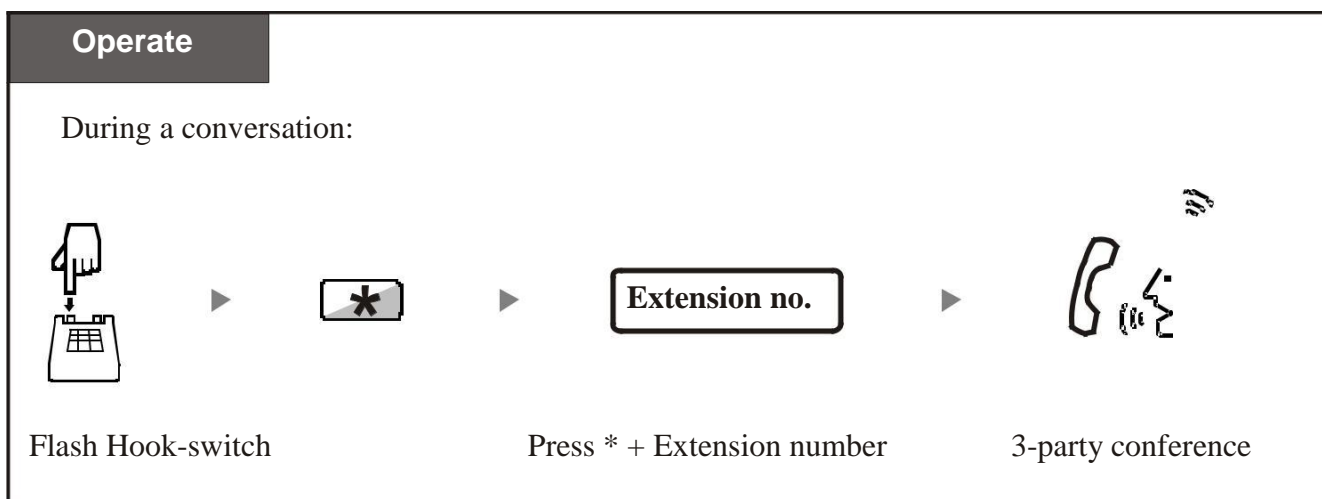 Operate
During a conversation:
*
Extension no.
Flash Hook-switch
Press * + Extension number
3-party conference